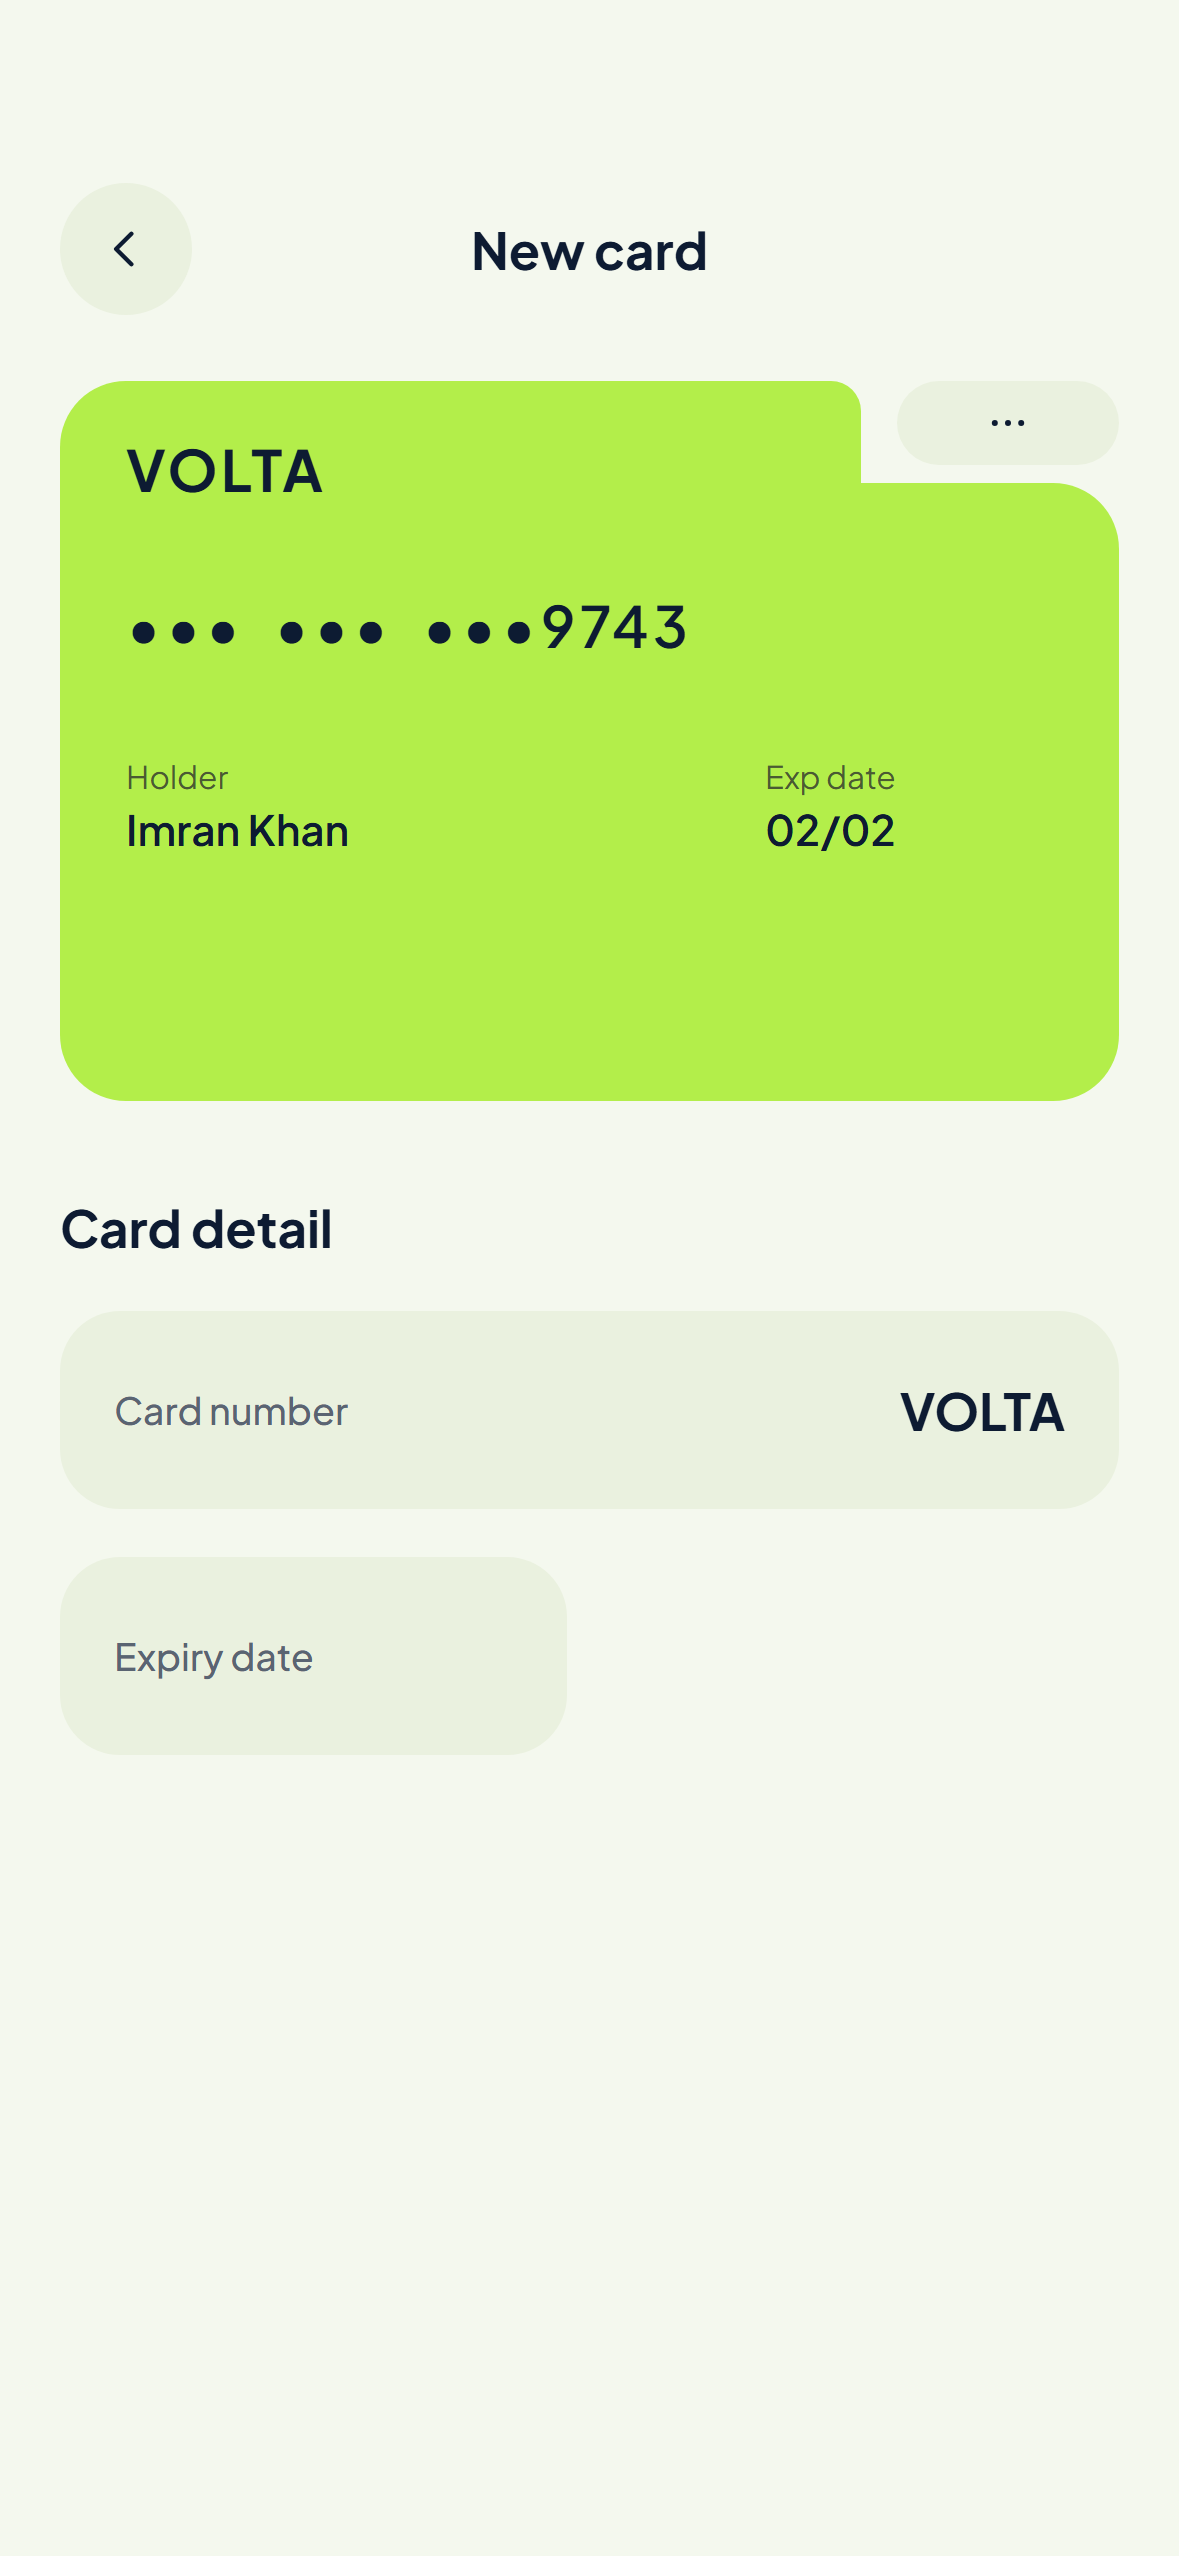 New card
...
VOLTA
••• ••• •••9743
Holder
Exp date
Imran Khan
02/02
Card detail
Card number
VOLTA
Expiry date